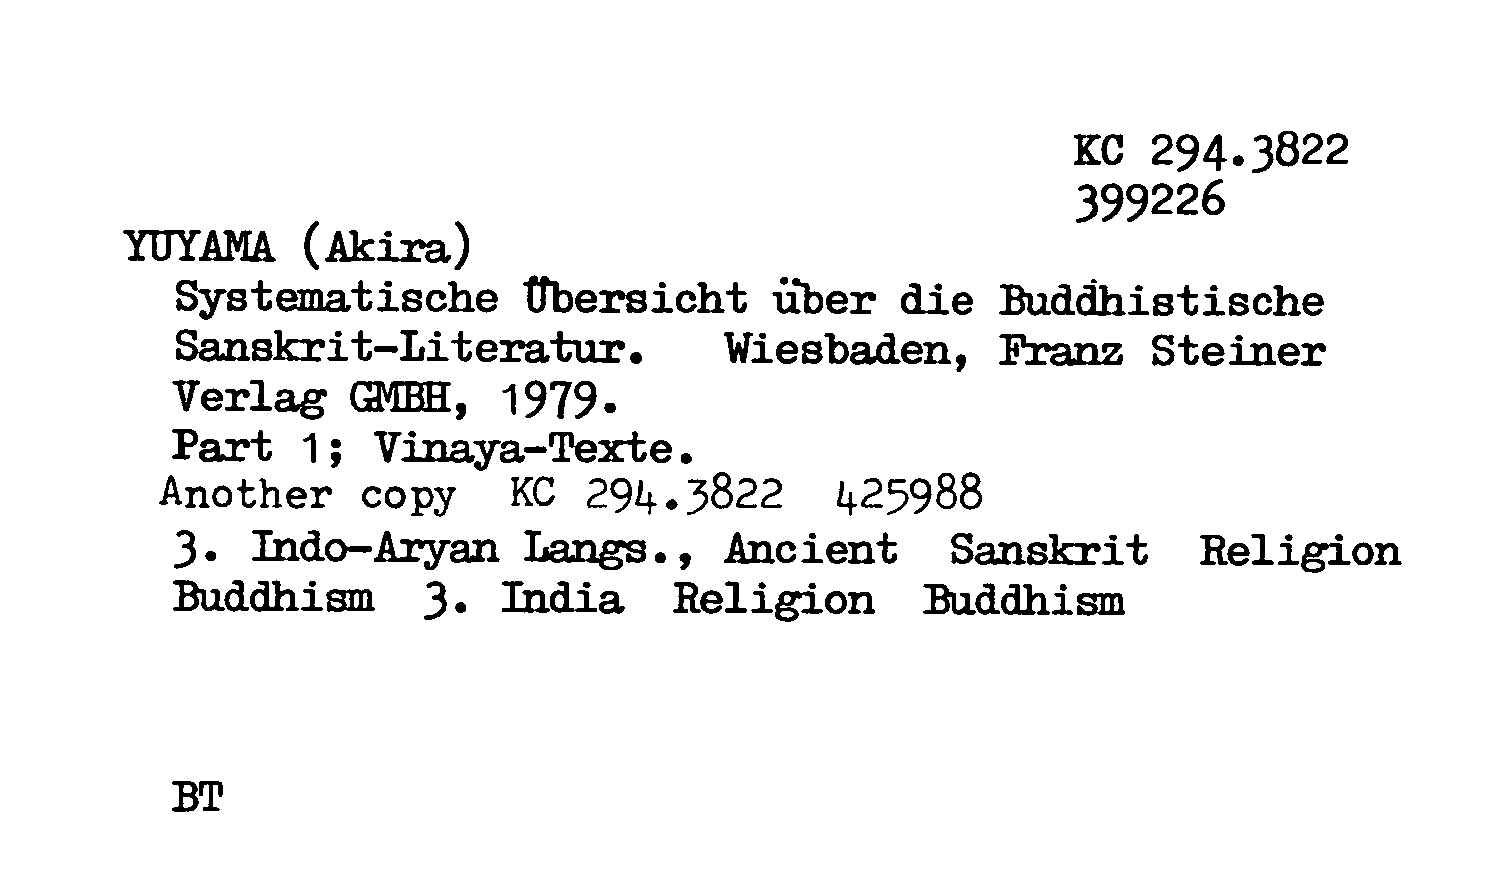 KC 294.3822
399226
YUYAMA (Akira)
Systematische Übersicht über die Buddhistische
Sanskrit-Literatur. Wiesbaden, Franz Steiner
Verlag GMBH, 1979.
Part 1; Vinaya-Texte.
Another copy KC 294.3822 425988
3. Indo-Aryan Langs., Ancient Sanskrit Religion
Buddhism 3. India Religion Buddhism
BT